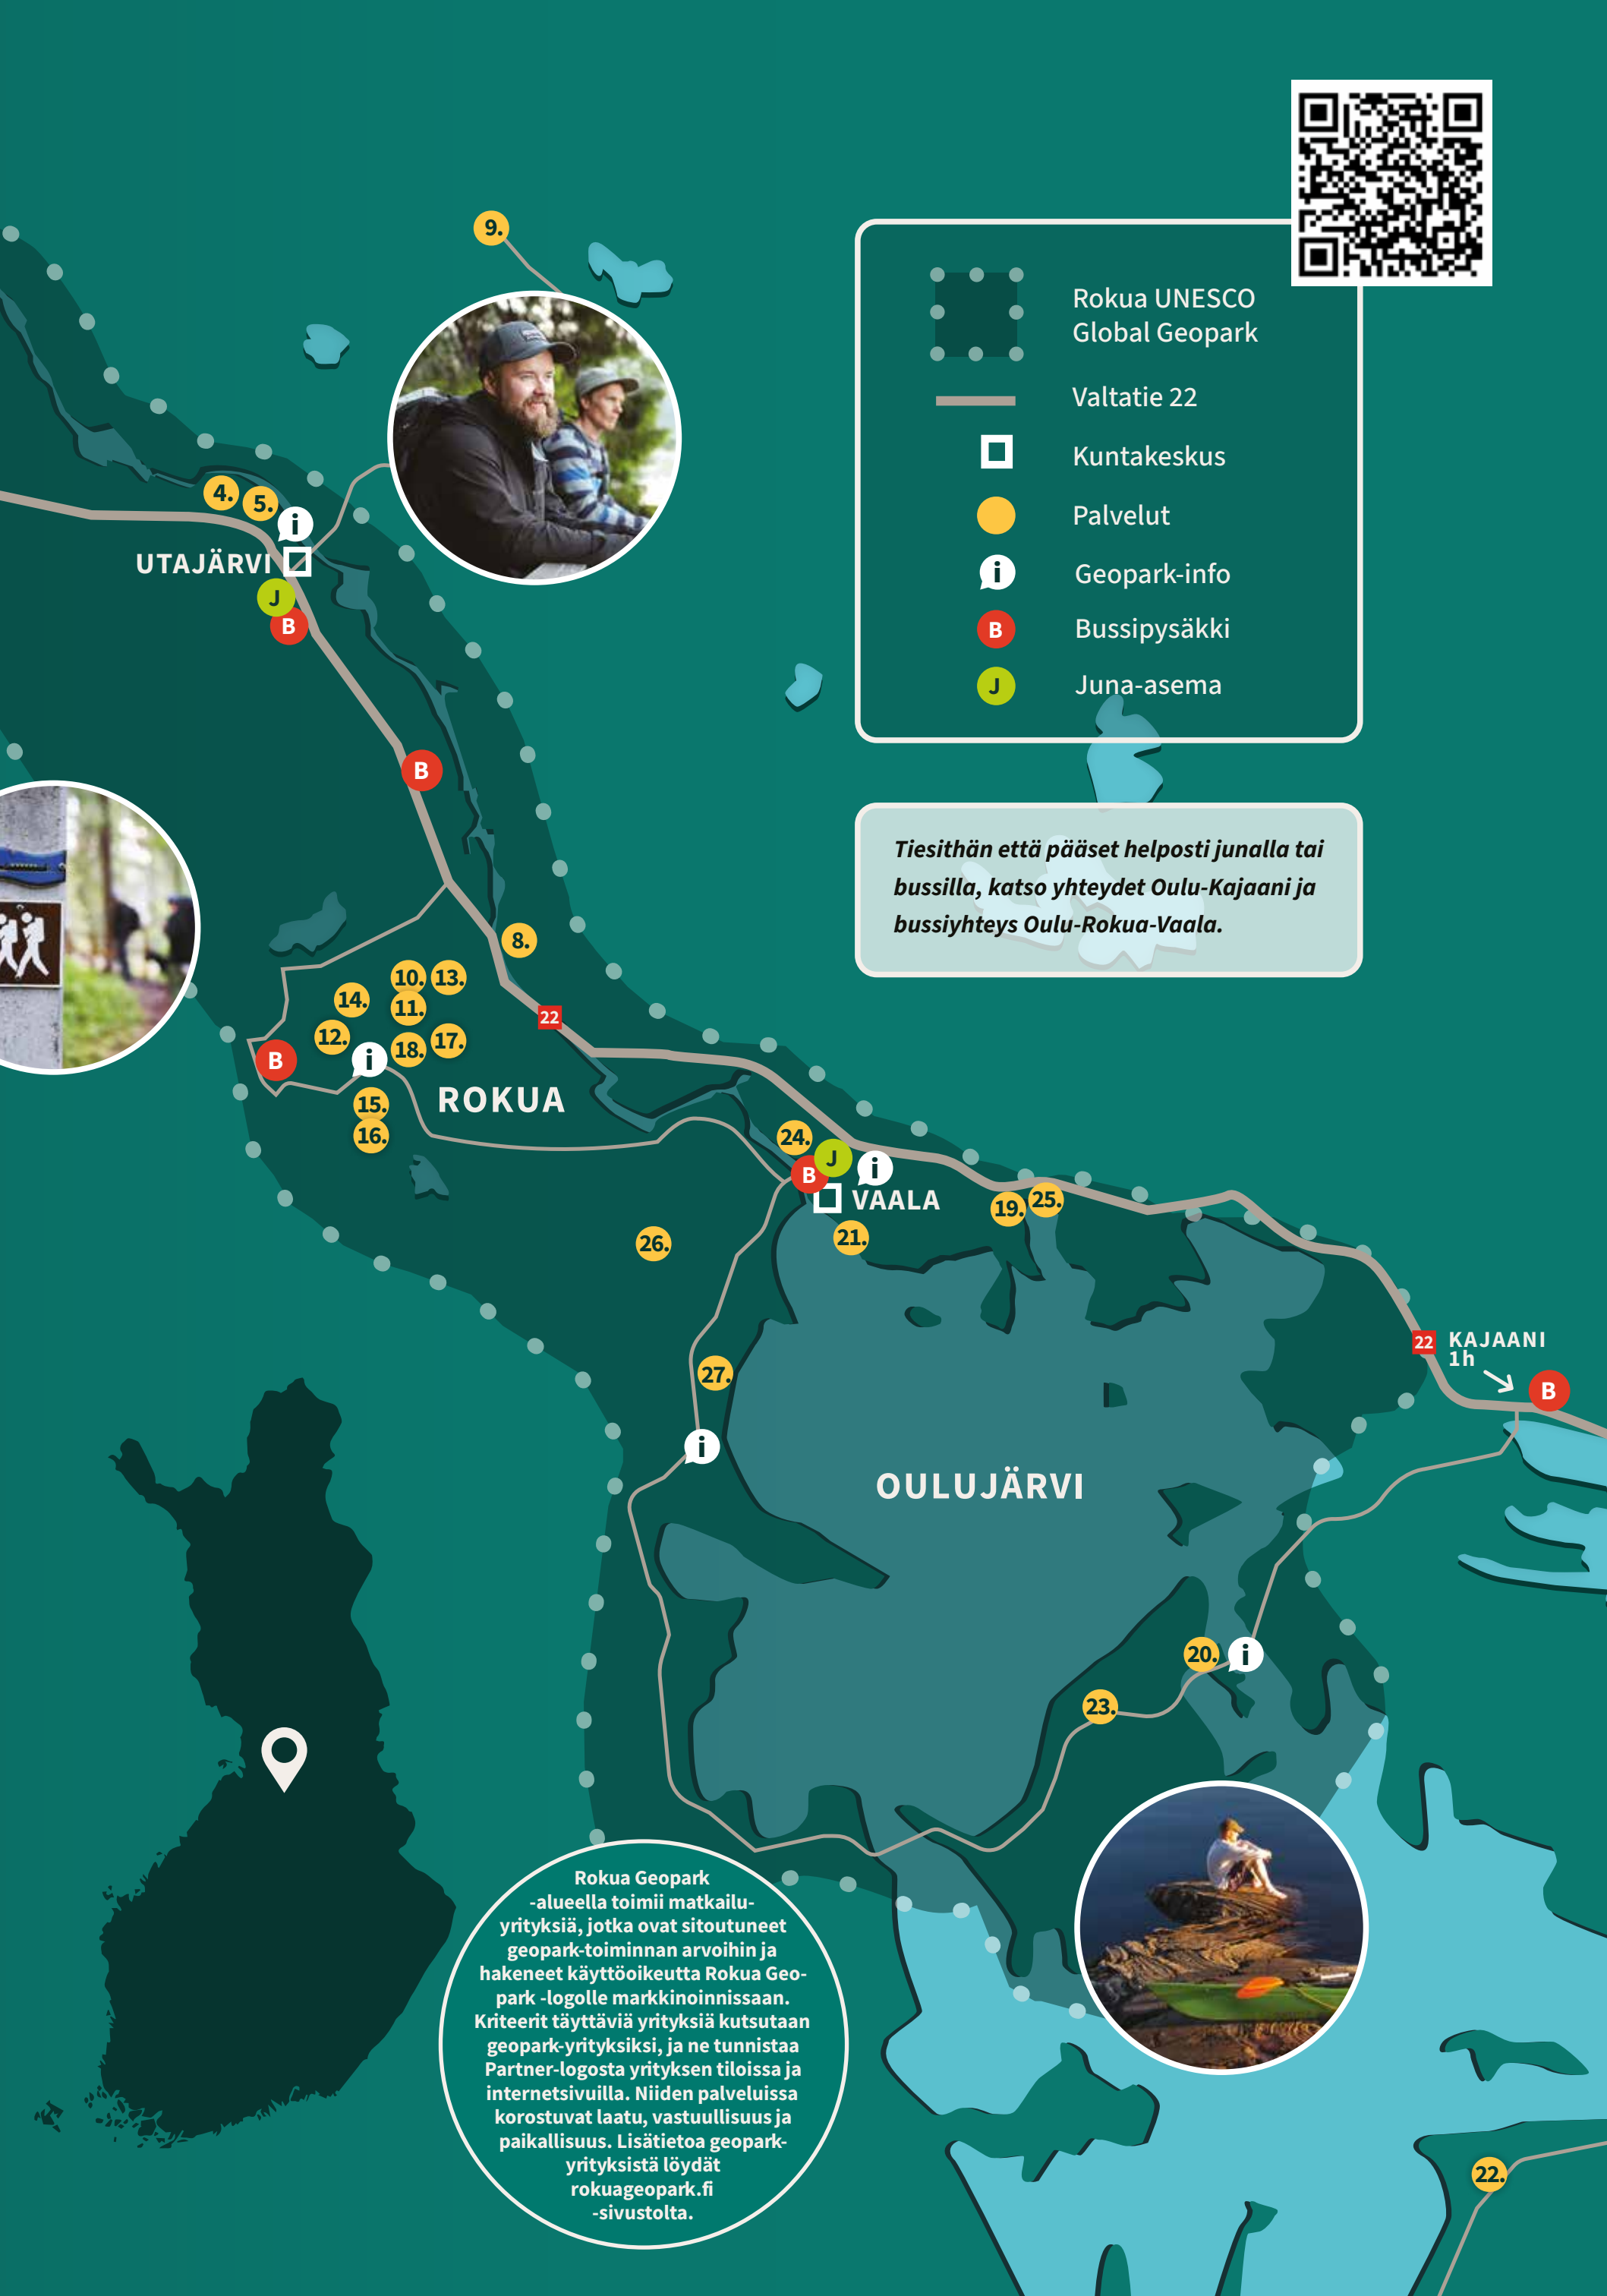 9.
Rokua UNESCO
Global Geopark
Valtatie 22
Kuntakeskus
Palvelut
i
Geopark-info
B
Bussipysäkki
J
Juna-asema
4.
5.
i
UTAJÄRVI
J
B
B
Tiesithän että pääset helposti junalla tai
bussilla, katso yhteydet Oulu-Kajaani ja
bussiyhteys Oulu-Rokua-Vaala.
8.
10.
13.
14.
11.
22
12.
18.
17.
B
i
ROKUA
15.
16.
24.
J
B
i
VAALA
19.
25.
21.
26.
22
KAJAANI
1h
B
27.
i
OULUJÄRVI
20.
i
23.
Rokua Geopark
-alueella toimii matkailu-
yrityksiä, jotka ovat sitoutuneet
geopark-toiminnan arvoihin ja
hakeneet käyttöoikeutta Rokua Geo-
park -logolle markkinoinnissaan.
Kriteerit täyttäviä yrityksiä kutsutaan
geopark-yrityksiksi, ja ne tunnistaa
Partner-logosta yrityksen tiloissa ja
internetsivuilla. Niiden palveluissa
korostuvat laatu, vastuullisuus ja
paikallisuus. Lisätietoa geopark-
yrityksistä löydät
rokuageopark.fi
-sivustolta.
22.